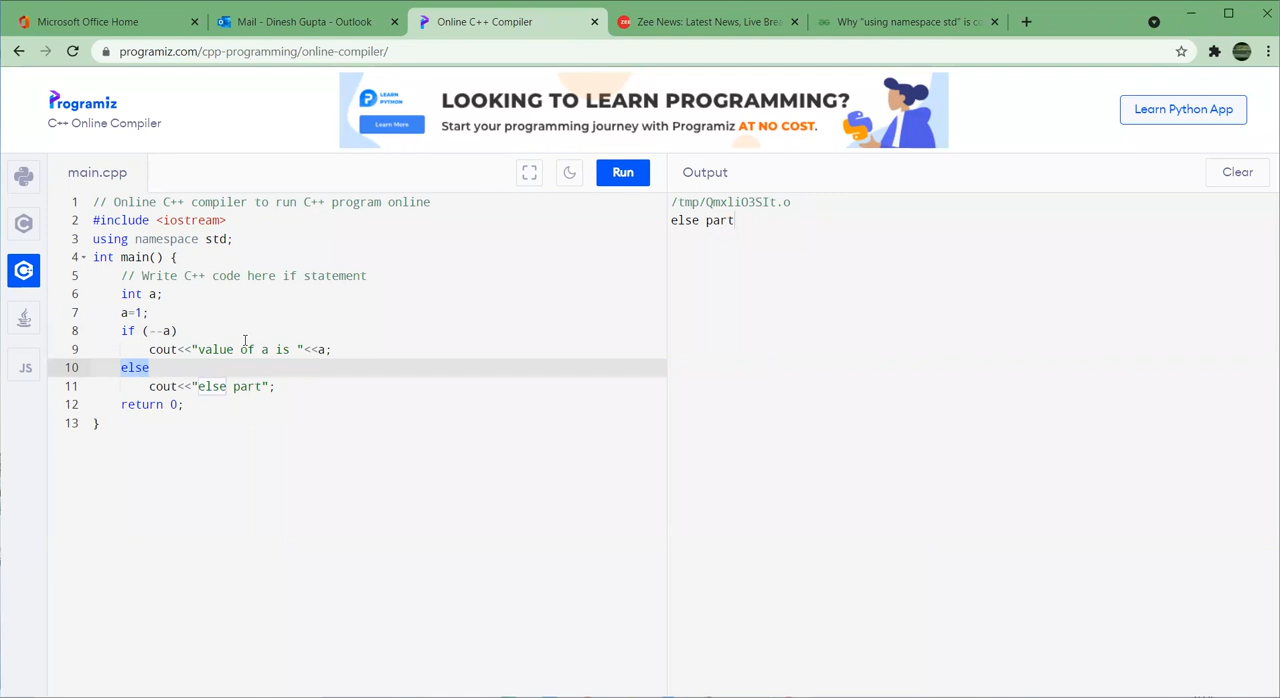 Microsoft Office Home
Mail - Dinesh Gupta - Outlook
Online C++ Compiler
Zee News: Latest News, Live Brea
Why "using namespace std" is co
programiz.com/cpp-programming/online-compiler/
Programiz
C++ Online Compiler
LEARN PYTHON
Learn More
LOOKING TO LEARN PROGRAMMING?
Start your programming journey with Programiz AT NO COST.
Learn Python App
main.cpp
Run
Output
Clear
1 // Online C++ compiler to run C++ program online
2 #include <iostream>
3 using namespace std;
4 int main() {
5 // Write C++ code here if statement
6 int a;
7 a=1;
8 if (--a)
9 cout<<"value of a is "<<a;
10 else
11 cout<<"else part";
12 return 0;
13 }
JS
/tmp/QmxliO3SIt.o
else part